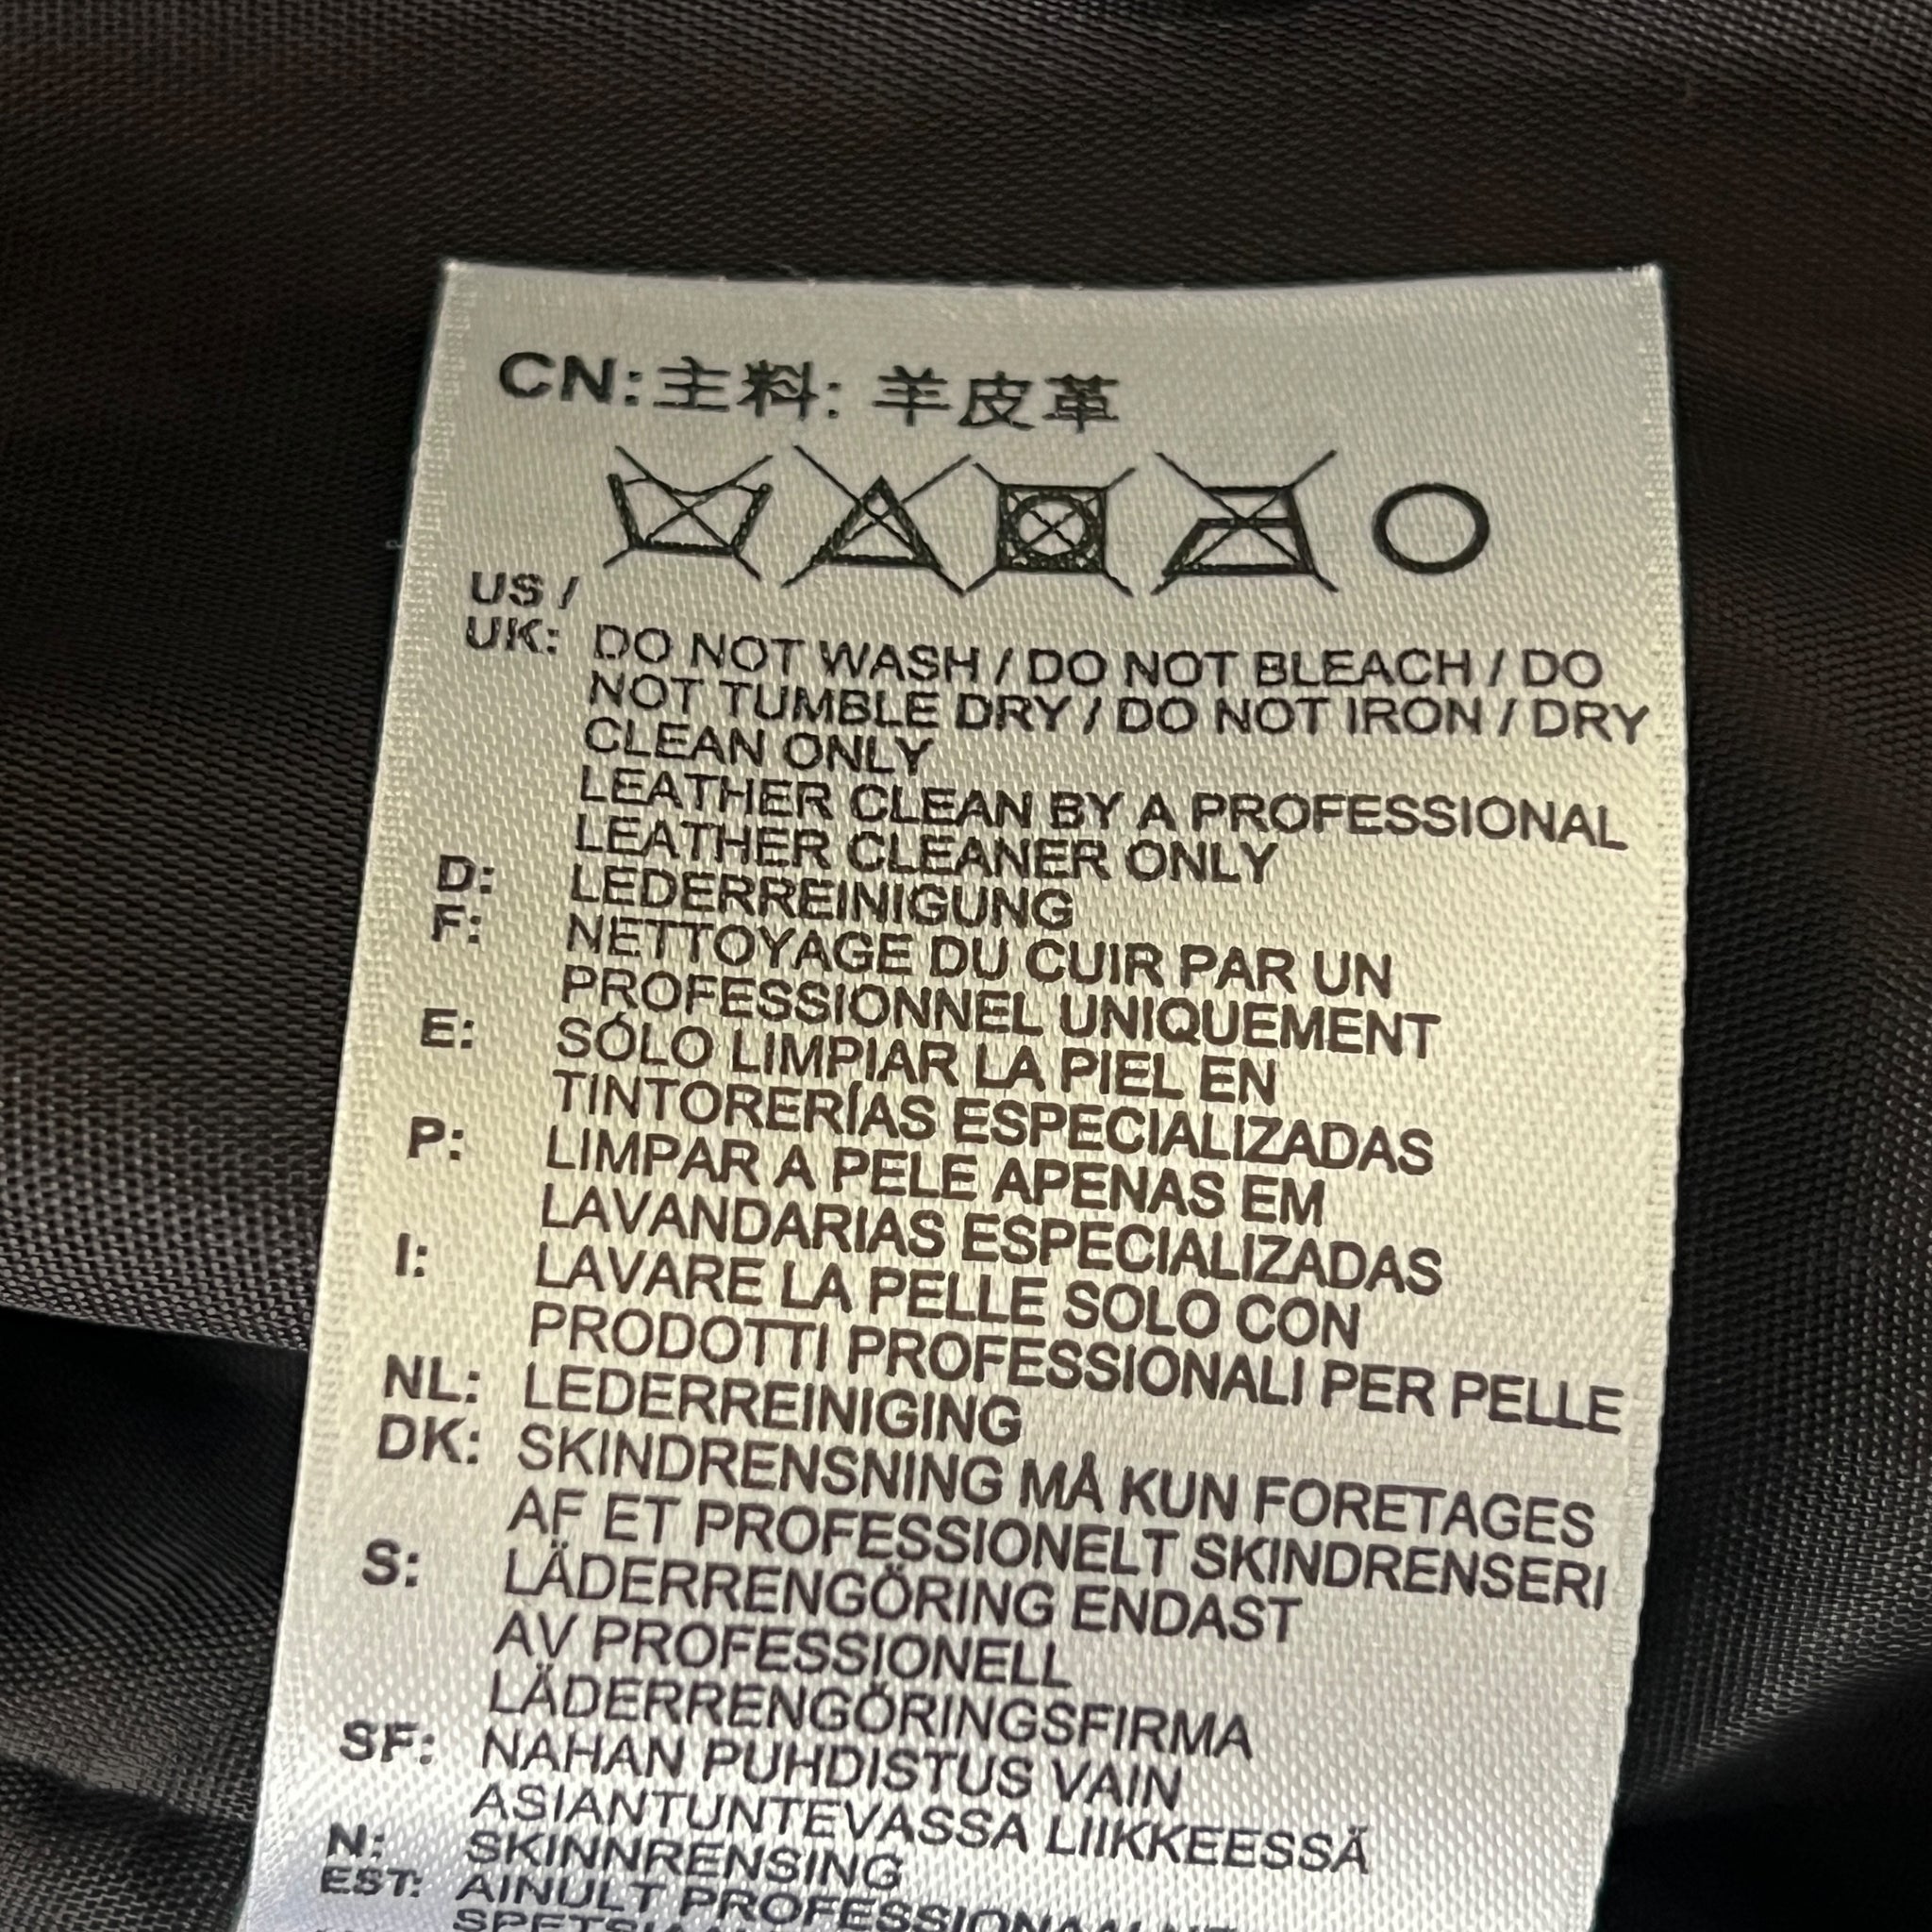 CN:主料: 羊皮革
US /
UK: DO NOT WASH / DO NOT BLEACH / DO
NOT TUMBLE DRY / DO NOT IRON / DRY
CLEAN ONLY
LEATHER CLEAN BY A PROFESSIONAL
LEATHER CLEANER ONLY
D: LEDERREINIGUNG
F: NETTOYAGE DU CUIR PAR UN
PROFESSIONNEL UNIQUEMENT
E: SÓLO LIMPIAR LA PIEL EN
TINTORERÍAS ESPECIALIZADAS
P: LIMPAR A PELE APENAS EM
LAVANDARIAS ESPECIALIZADAS
I: LAVARE LA PELLE SOLO CON
PRODOTTI PROFESSIONALI PER PELLE
NL: LEDERREINIGING
DK: SKINDRENSNING MÅ KUN FORETAGES
AF ET PROFESSIONELT SKINDRENSERI
S: LÄDERRENGÖRING ENDAST
AV PROFESSIONELL
LÄDERRENGÖRINGSFIRMA
SF: NAHAN PUHDISTUS VAIN
ASIANTUNTEVASSA LIIKKEESSÄ
N: SKINNRENSING
EST: AINULT PROFESSIONAALNE